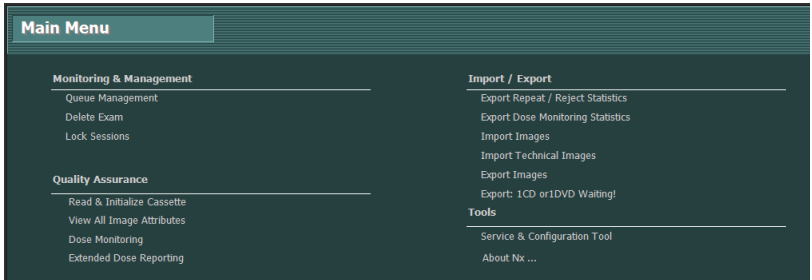 Main Menu
Monitoring & Management
Queue Management
Delete Exam
Lock Sessions
Quality Assurance
Read & Initialize Cassette
View All Image Attributes
Dose Monitoring
Extended Dose Reporting
Import / Export
Export Repeat / Reject Statistics
Export Dose Monitoring Statistics
Import Images
Import Technical Images
Export Images
Export: 1CD or1DVD Waiting!
Tools
Service & Configuration Tool
About Nx ...